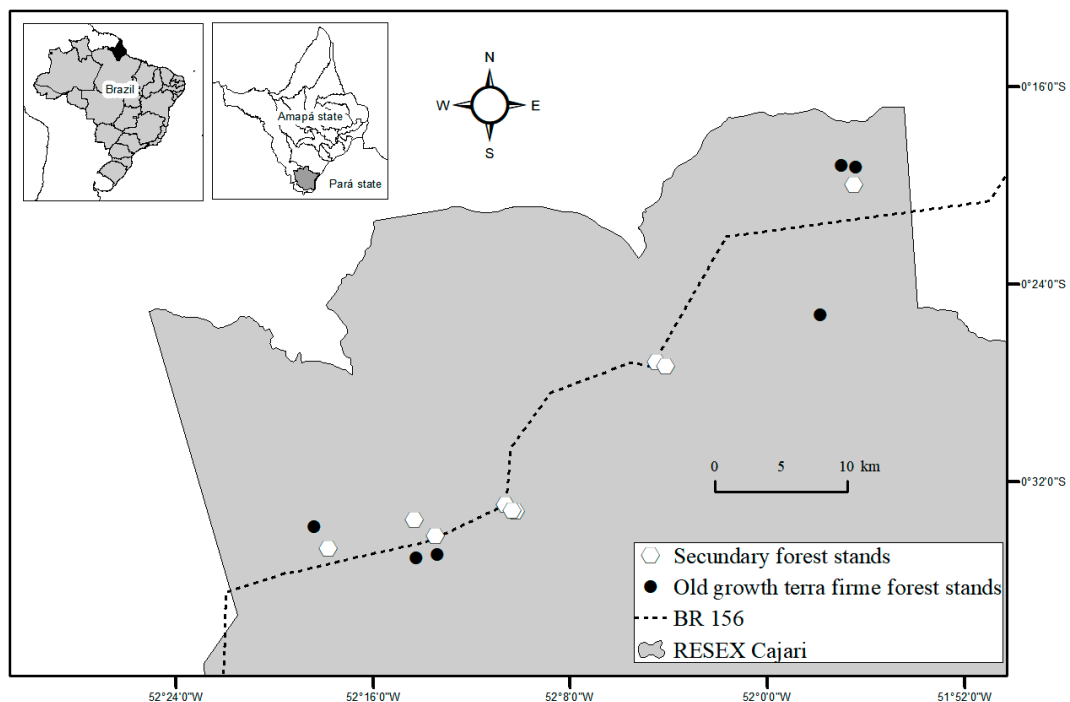 Brazil
Amapá state
Pará state
N
W
E
S
0°16'0"S
0°24'0"S
0°32'0"S
0 5 10 km
Secundary forest stands
Old growth terra firme forest stands
BR 156
RESEX Cajari
52°24'0"W 52°16'0"W 52°8'0"W 52°0'0"W 51°52'0"W